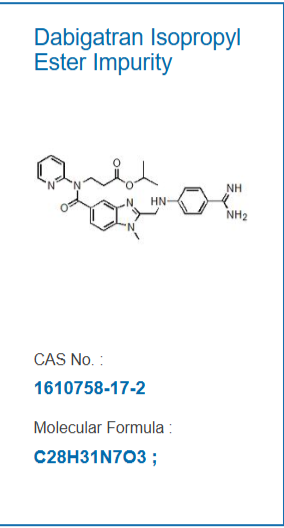 Dabigatran Isopropyl
Ester Impurity
O
O
N
N
O
N
N
HN
NH
NH2
CAS No. :
1610758-17-2
Molecular Formula :
C28H31N7O3 ;